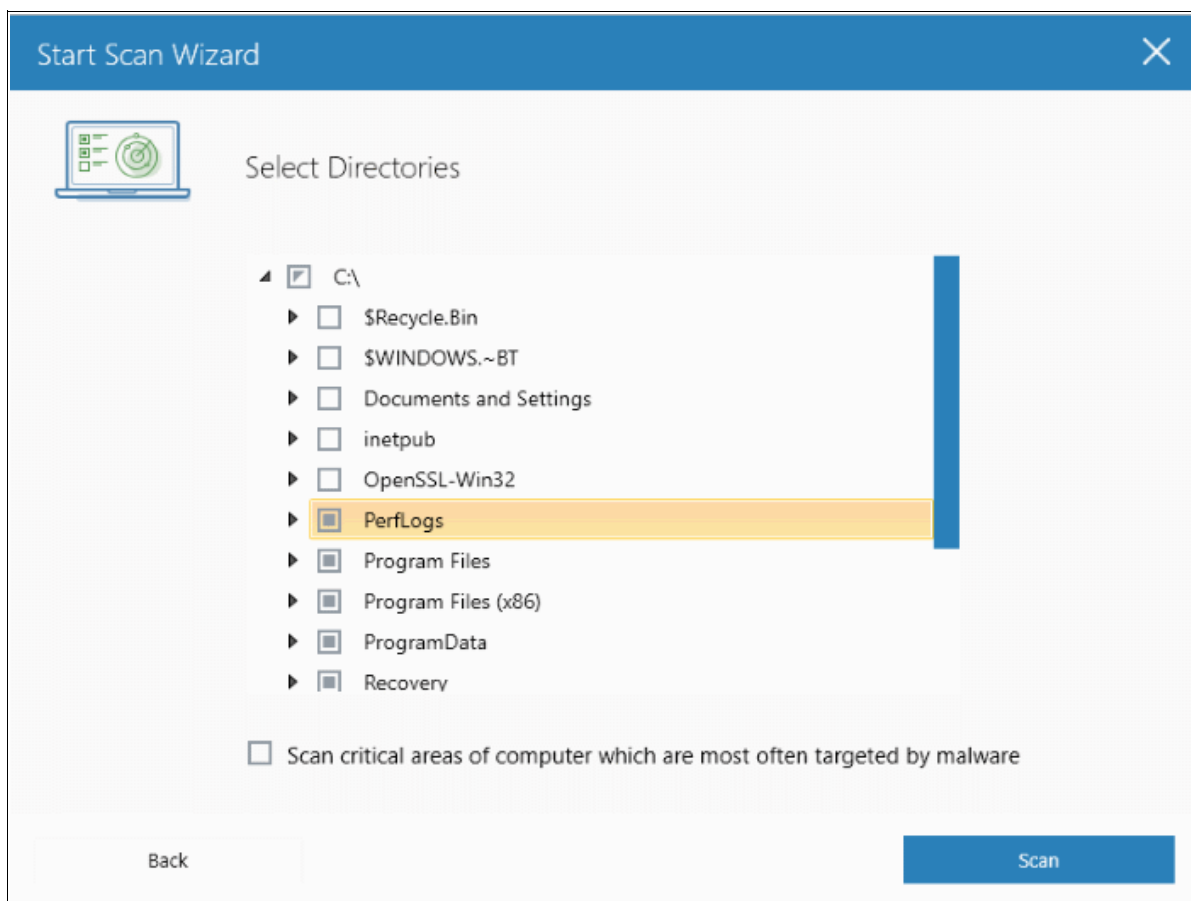 Start Scan Wizard
Select Directories
C:\
$Recycle.Bin
$WINDOWS.~BT
Documents and Settings
inetpub
OpenSSL-Win32
PerfLogs
Program Files
Program Files (x86)
ProgramData
Recovery
Scan critical areas of computer which are most often targeted by malware
Back
Scan